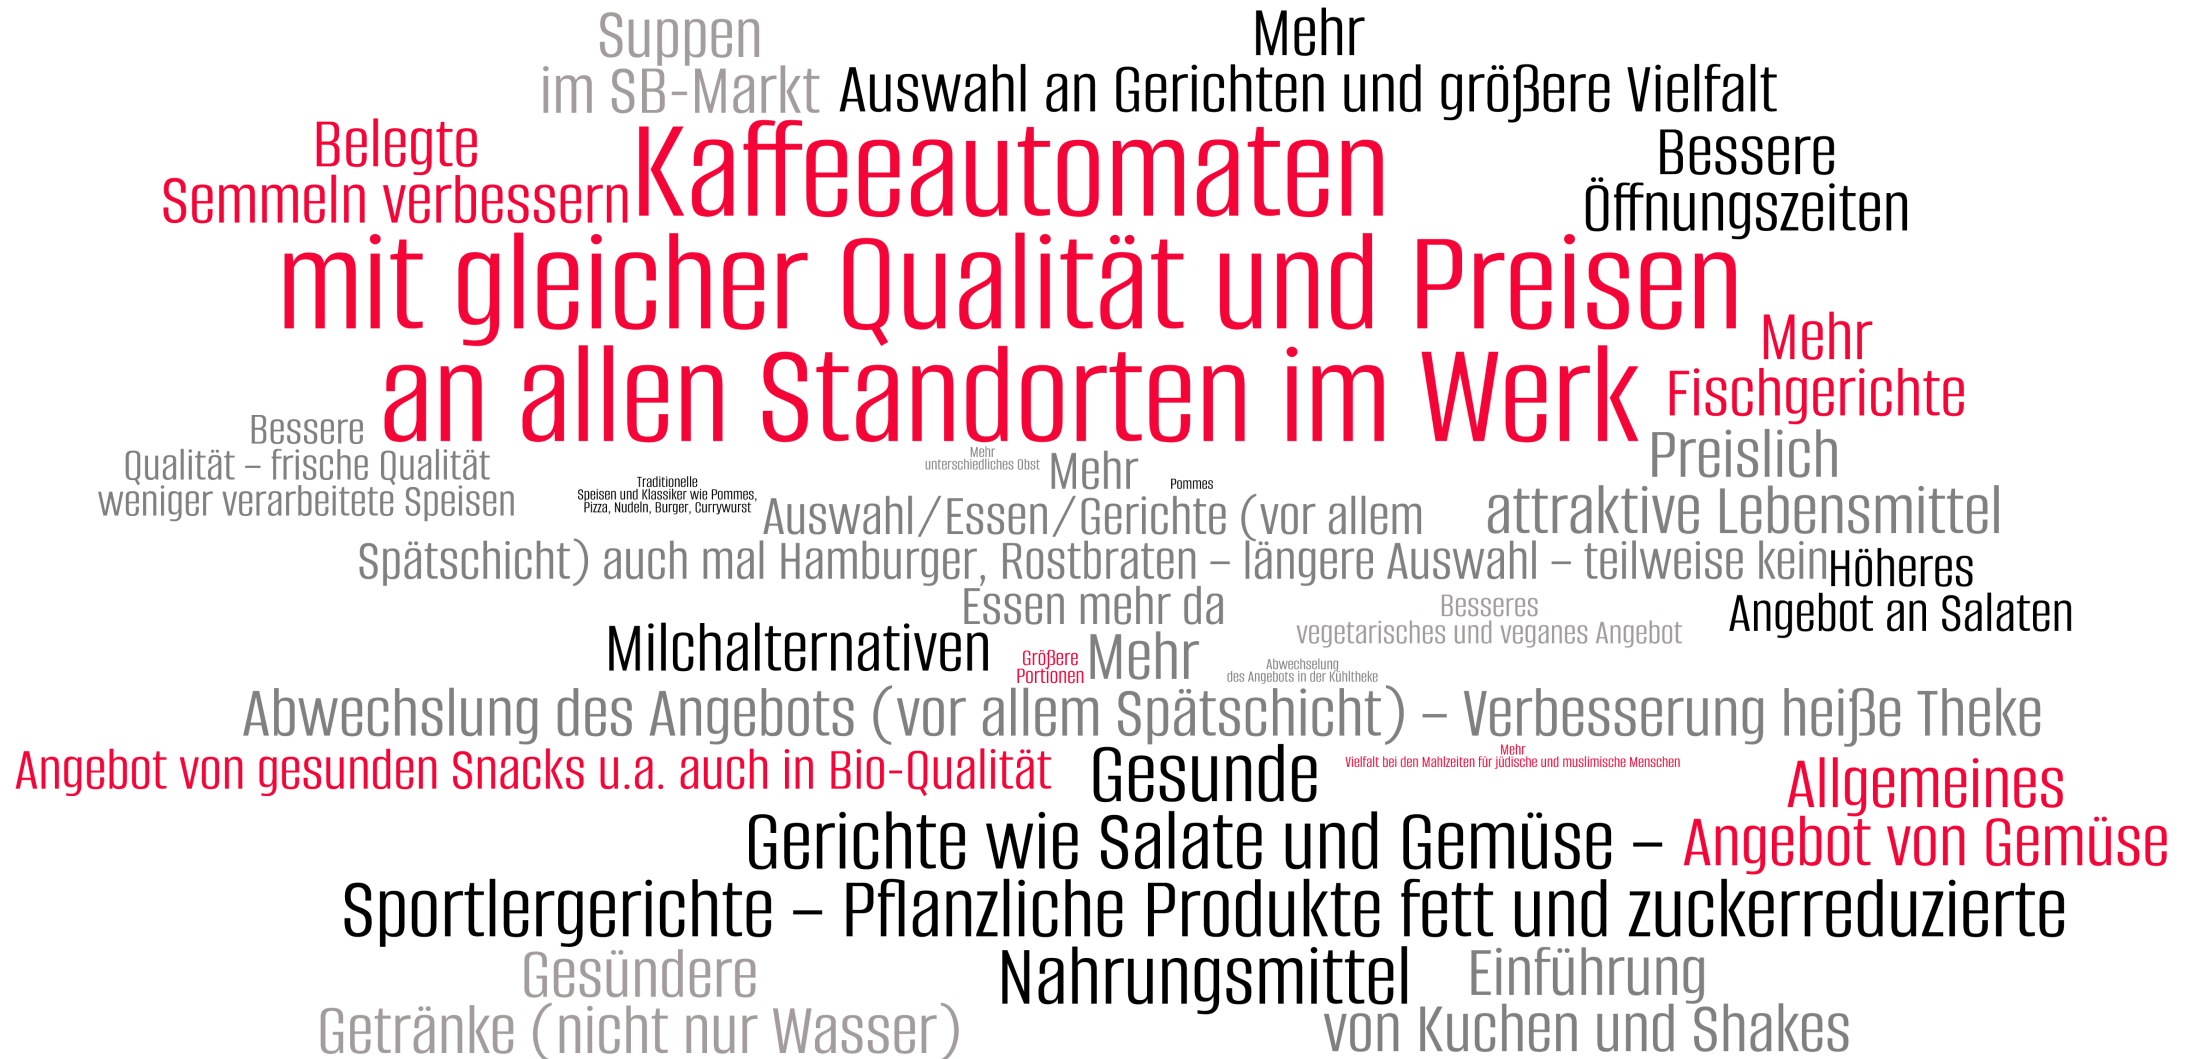 Suppen
im SB-Markt
Mehr
Auswahl an Gerichten und größere Vielfalt
Belegte
Semmeln verbessern
Kaffeeautomaten
mit gleicher Qualität und Preisen
an allen Standorten im Werk
Bessere
Öffnungszeiten
Mehr
Fischgerichte
Bessere
Qualität – frische Qualität
weniger verarbeitete Speisen
Traditionelle
Speisen und Klassiker wie Pommes,
Pizza, Nudeln, Burger, Currywurst
Mehr
unterschiedliches Obst
Mehr
Auswahl/Essen/Gerichte (vor allem
Spätschicht) auch mal Hamburger, Rostbraten – längere Auswahl – teilweise kein
Essen mehr da
Pommes
Preislich
attraktive Lebensmittel
Höheres
Angebot an Salaten
Besseres
vegetarisches und veganes Angebot
Milchalternativen
Größere
Portionen
Mehr
Abwechslung des Angebots (vor allem Spätschicht) – Verbesserung heiße Theke
Abwechselung
des Angebots in der Kühltheke
Angebot von gesunden Snacks u.a. auch in Bio-Qualität
Mehr
Vielfalt bei den Mahlzeiten für jüdische und muslimische Menschen
Gesunde
Gerichte wie Salate und Gemüse –
Sportlergerichte – Pflanzliche Produkte fett und zuckerreduzierte
Nahrungsmittel
Allgemeines
Angebot von Gemüse
Gesündere
Getränke (nicht nur Wasser)
Einführung
von Kuchen und Shakes